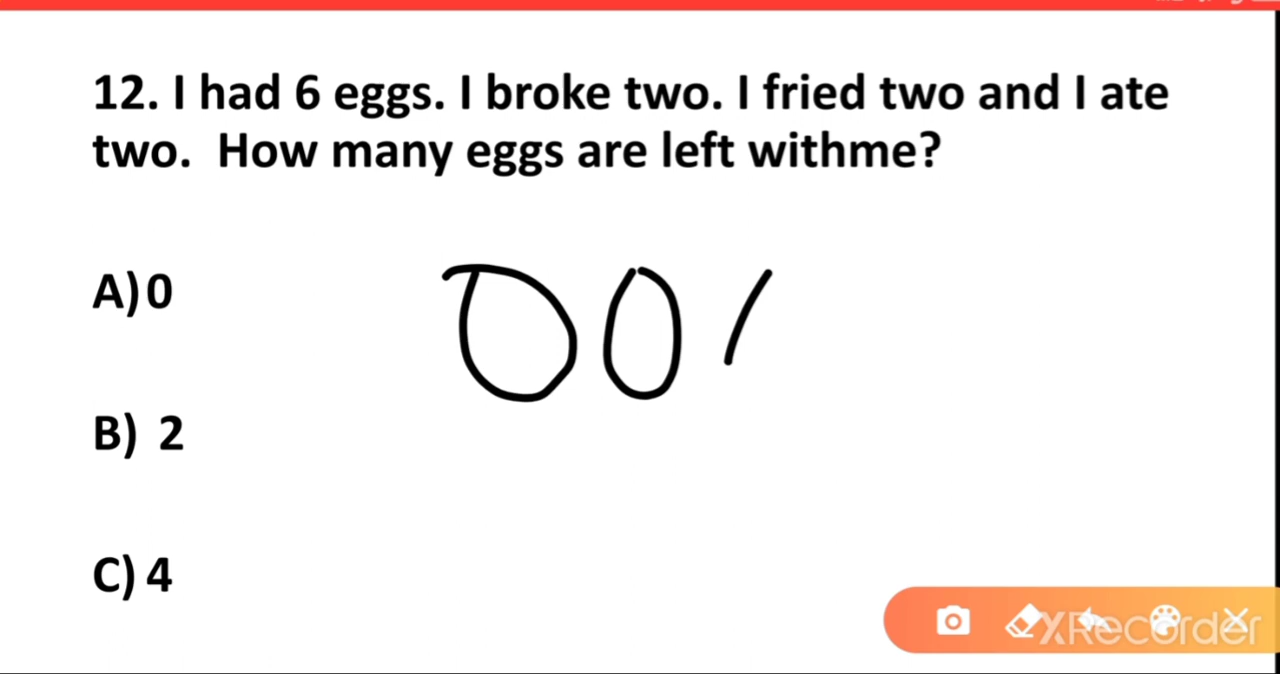 12. I had 6 eggs. I broke two. I fried two and I ate
two. How many eggs are left withme?
A) 0
B) 2
C) 4
XRecorder